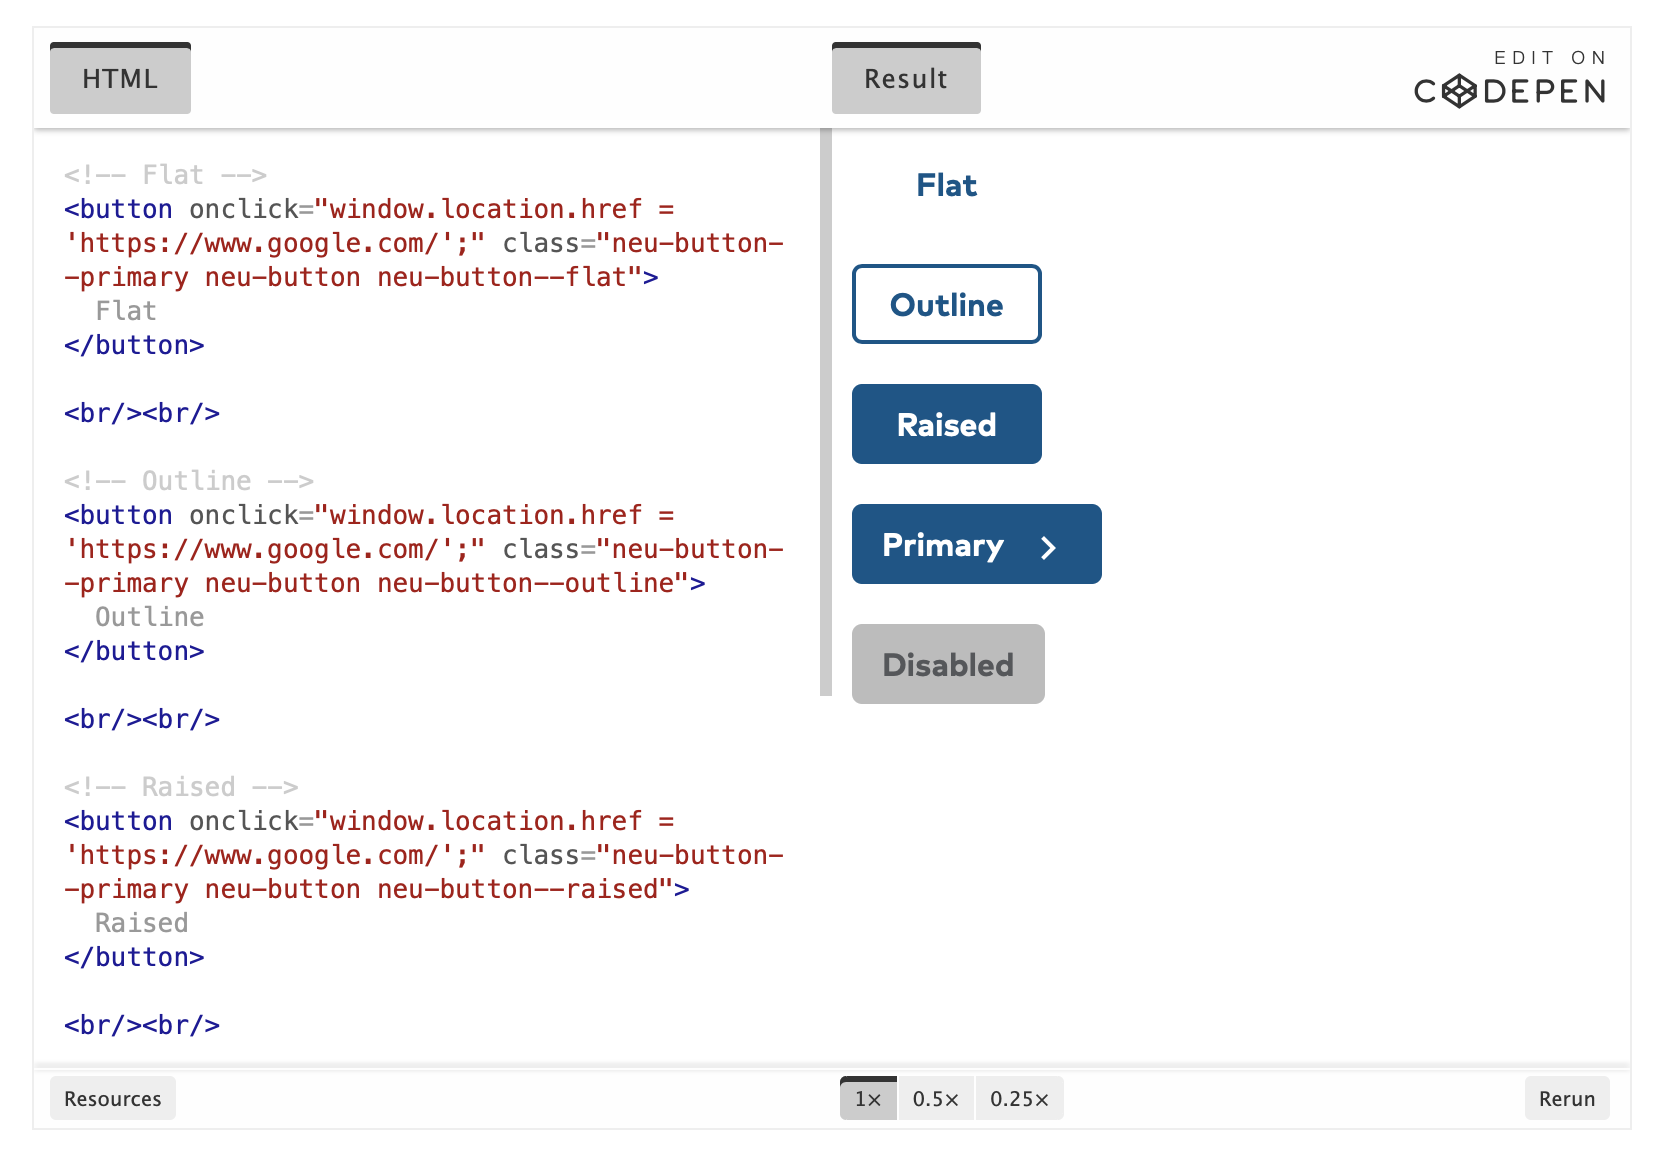 HTML
Result
EDIT ON
CODEPEN
<!-- Flat -->
<button onclick="window.location.href =
'https://www.google.com/';" class="neu-button-
-primary neu-button neu-button--flat">
Flat
</button>
<br/><br/>
<!-- Outline -->
<button onclick="window.location.href =
'https://www.google.com/';" class="neu-button-
-primary neu-button neu-button--outline">
Outline
</button>
<br/><br/>
<!-- Raised -->
<button onclick="window.location.href =
'https://www.google.com/';" class="neu-button-
-primary neu-button neu-button--raised">
Raised
</button>
<br/><br/>
Flat
Outline
Raised
Primary
Disabled
Resources
1×
0.5×
0.25×
Rerun